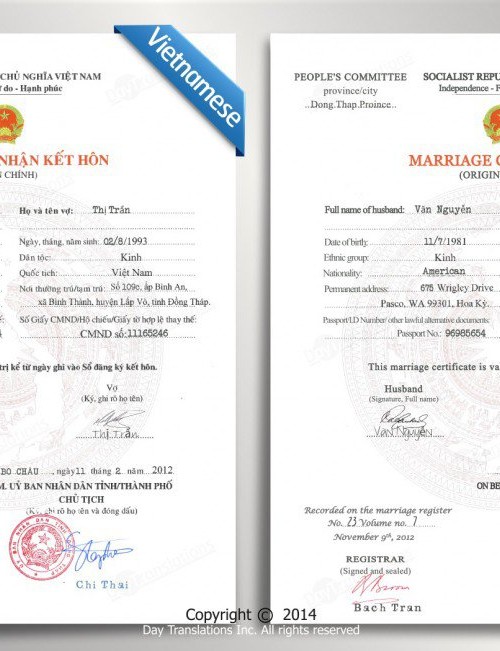 Vietnamese
CHỦ NGHĨA VIỆT NAM
do - Hạnh phúc
NHẬN KẾT HÔN
CHÍNH)
Họ và tên vợ: Thị Trần
Ngày, tháng, năm sinh: 02/8/1993
Dân tộc: Kinh
Quốc tịch: Việt Nam
Nơi thường trú/tạm trú: Số 109c, ấp Bình An,
xã Bình Thành, huyện Lấp Vò, tỉnh Đồng Tháp.
Số Giấy CMND/Hộ chiếu/Giấy tờ hợp lệ thay thế:
CMND số: 11165246
trị kể từ ngày ghi vào Sổ đăng ký kết hôn.
Vợ
(Ký, ghi rõ họ tên)
Thị Trần
BO CHÁU , ngày 11 tháng 2 năm 2012
M. UỶ BAN NHÂN DÂN TỈNH/THÀNH PHỐ
CHỦ TỊCH
(Ký, ghi rõ họ tên và đóng dấu)
Chi Thai
PEOPLE'S COMMITTEE
province/city
Dong Thap Proince
SOCIALIST REPU
Independence - F
MARRIAGE C
(ORIGIN
Full name of husband: Văn Nguyễn
Date of birth: 11/7/1981
Ethnic group: Kinh
Nationality: American
Permanent address: 675 Wrigley Drive
Pasco, WA 99301, Hoa Kỳ.
Passport/I.D Number/ other lawful alternative documents:
Passport No.: 96985654
This marriage certificate is va
Husband
(Signature, Full name)
Văn Nguyễn
ON BE
Recorded on the marriage register
No. 23 Volume no. 7
November 9th, 2012
REGISTRAR
(Signed and sealed)
Bach Tran
Copyright © 2014
Day Translations Inc. All rights reserved